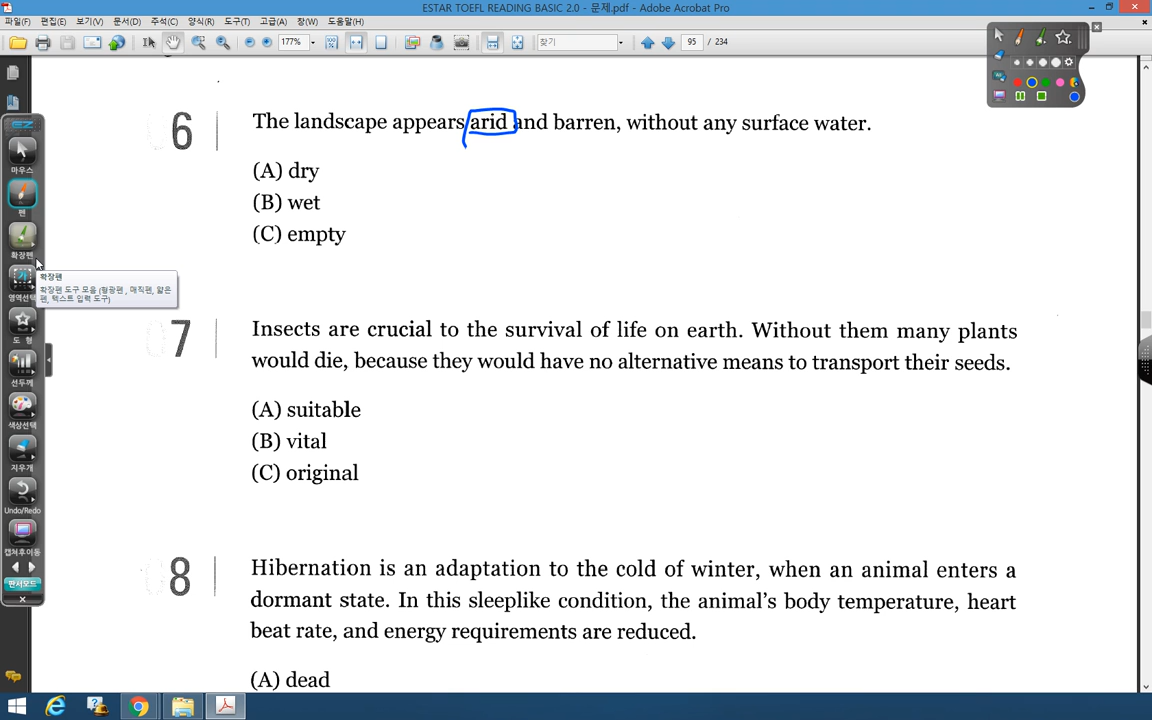 ESTAR TOEFL READING BASIC 2.0 - 문제.pdf - Adobe Acrobat Pro
파일(F) 편집(E) 보기(V) 문서(D) 주석(C) 양식(R) 도구(T) 고급(A) 창(W) 도움말(H)
177% 찾기 95 / 234
6 The landscape appears arid and barren, without any surface water.
(A) dry
(B) wet
(C) empty
7 Insects are crucial to the survival of life on earth. Without them many plants
would die, because they would have no alternative means to transport their seeds.
(A) suitable
(B) vital
(C) original
8 Hibernation is an adaptation to the cold of winter, when an animal enters a
dormant state. In this sleeplike condition, the animal's body temperature, heart
beat rate, and energy requirements are reduced.
(A) dead
마우스
펜
확장펜
영역선택
도 형
선두께
색상선택
지우개
Undo/Redo
캡쳐후이동
판서모드
확장펜
확장펜 도구 모음 (형광펜, 매직펜, 얇은
펜, 텍스트 입력 도구)